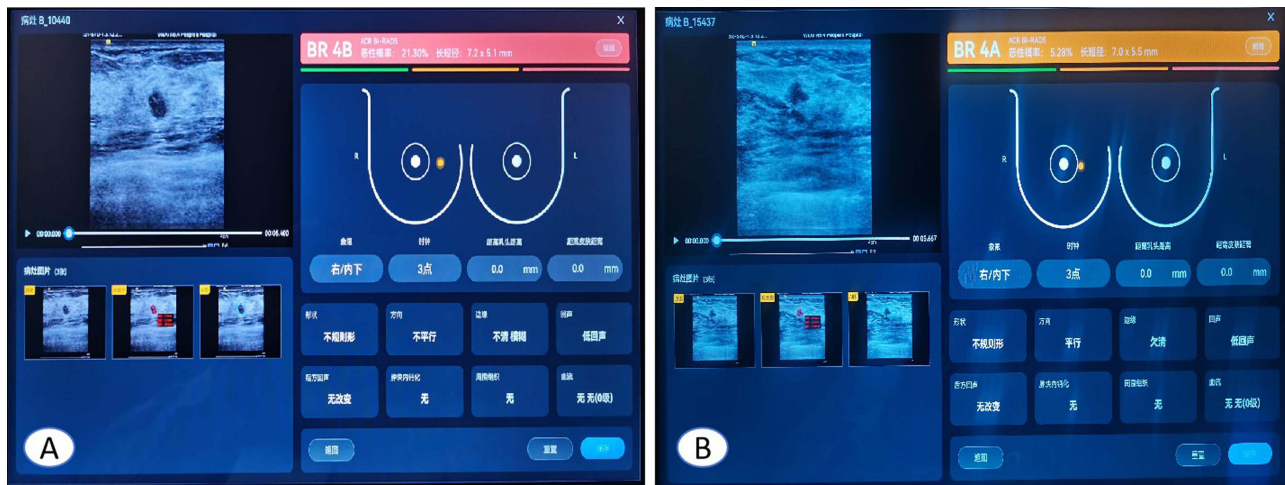 病灶 B_10440
X
BR 4B
ACR BI-RADS
恶性概率: 21.30% 长短径: 7.2 x 5.1 mm
R
L
00:00.000
象限 时钟 距离乳头距离 距离皮肤距离
右/内下 3点 0.0 mm 0.0 mm
病灶图片
形状 方向 边缘 回声
不规则形 不平行 不清 模糊 低回声
后方回声 肿块内钙化 周围组织 血流
无改变 无 无 无 无(0级)
返回 重置
A
病灶 B_15437
X
BR 4A
ACR BI-RADS
恶性概率: 5.28% 长短径: 7.0 x 5.5 mm
R
L
00:00.000
象限 时钟 距离乳头距离 距离皮肤距离
右/内下 3点 0.0 mm 0.0 mm
病灶图片
形状 方向 边缘 回声
不规则形 平行 欠清 低回声
后方回声 肿块内钙化 周围组织 血流
无改变 无 无 无 无(0级)
返回 重置
B